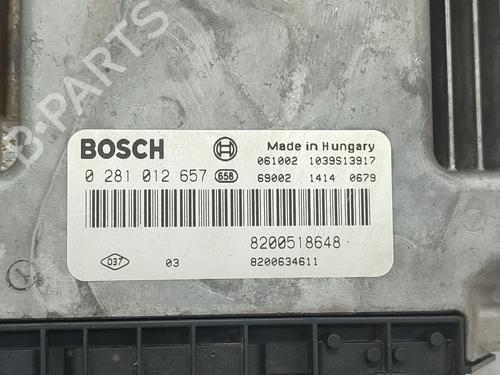 B-PARTS
BOSCH
Made in Hungary
061002 1039S13917
0 281 012 657 658
69002 1414 0679
8200518648
037 03 8200634611